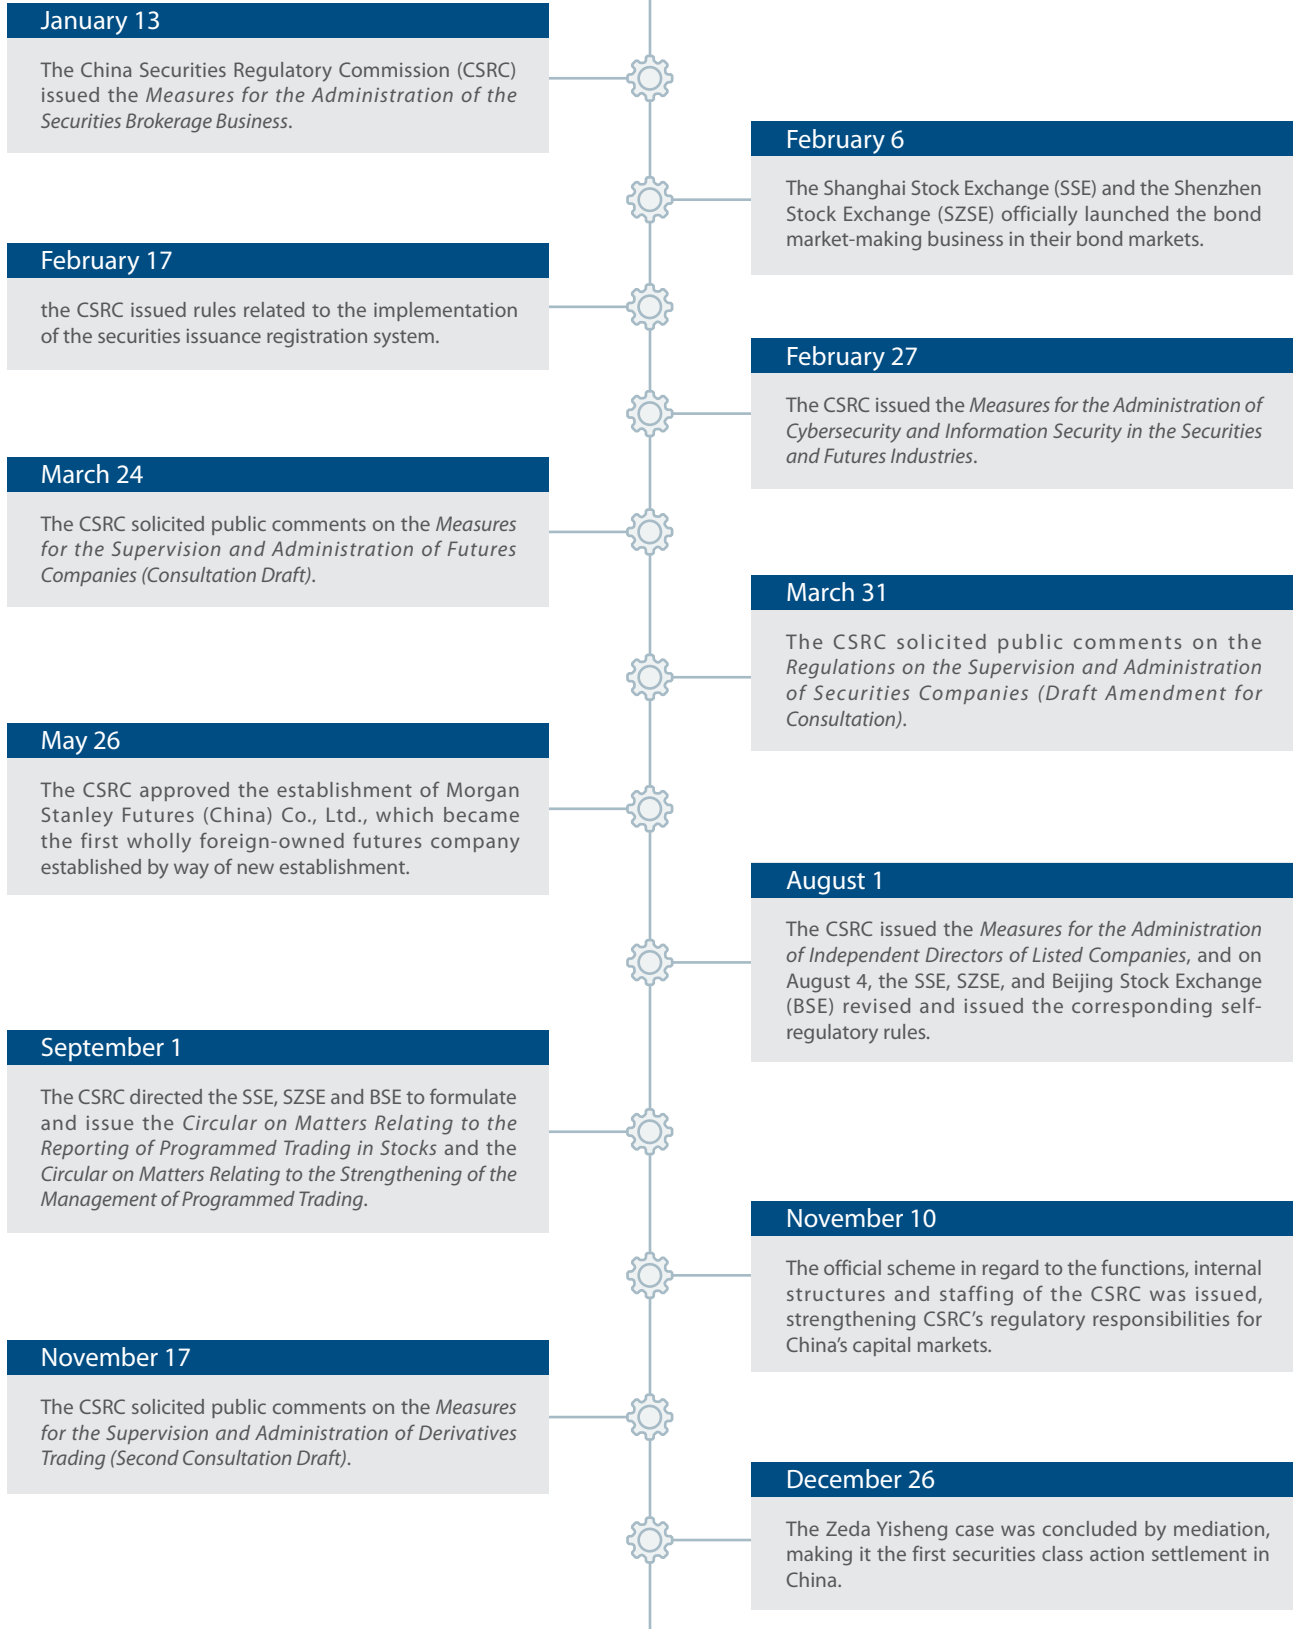 January 13
The China Securities Regulatory Commission (CSRC)
issued the Measures for the Administration of the
Securities Brokerage Business.
February 6
The Shanghai Stock Exchange (SSE) and the Shenzhen
Stock Exchange (SZSE) officially launched the bond
market-making business in their bond markets.
February 17
the CSRC issued rules related to the implementation
of the securities issuance registration system.
February 27
The CSRC issued the Measures for the Administration of
Cybersecurity and Information Security in the Securities
and Futures Industries.
March 24
The CSRC solicited public comments on the Measures
for the Supervision and Administration of Futures
Companies (Consultation Draft).
March 31
The CSRC solicited public comments on the
Regulations on the Supervision and Administration
of Securities Companies (Draft Amendment for
Consultation).
May 26
The CSRC approved the establishment of Morgan
Stanley Futures (China) Co., Ltd., which became
the first wholly foreign-owned futures company
established by way of new establishment.
August 1
The CSRC issued the Measures for the Administration
of Independent Directors of Listed Companies, and on
August 4, the SSE, SZSE, and Beijing Stock Exchange
(BSE) revised and issued the corresponding self-
regulatory rules.
September 1
The CSRC directed the SSE, SZSE and BSE to formulate
and issue the Circular on Matters Relating to the
Reporting of Programmed Trading in Stocks and the
Circular on Matters Relating to the Strengthening of the
Management of Programmed Trading.
November 10
The official scheme in regard to the functions, internal
structures and staffing of the CSRC was issued,
strengthening CSRC's regulatory responsibilities for
China's capital markets.
November 17
The CSRC solicited public comments on the Measures
for the Supervision and Administration of Derivatives
Trading (Second Consultation Draft).
December 26
The Zeda Yisheng case was concluded by mediation,
making it the first securities class action settlement in
China.